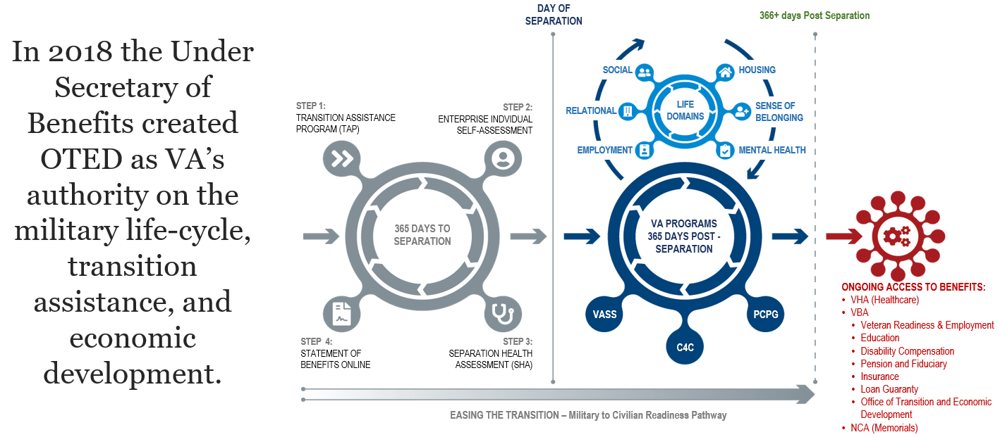 In 2018 the Under
Secretary of
Benefits created
OTED as VA’s
authority on the
military life-cycle,
transition
assistance, and
economic
development.
DAY OF
SEPARATION
366+ days Post Separation
STEP 1:
TRANSITION ASSISTANCE
PROGRAM (TAP)
STEP 2:
ENTERPRISE INDVIDUAL
SELF-ASSESSMENT
365 DAYS TO
SEPARATION
STEP 4:
STATEMENT OF
BENEFITS ONLINE
STEP 3:
SEPARATION HEALTH
ASSESSMENT (SHA)
SOCIAL
HOUSING
RELATIONAL
LIFE
DOMAINS
SENSE OF
BELONGING
EMPLOYMENT
MENTAL HEALTH
VA PROGRAMS
365 DAYS POST -
SEPARATION
VASS
C4C
PCPG
ONGOING ACCESS TO BENEFITS:
• VHA (Healthcare)
• VBA
• Veteran Readiness & Employment
• Education
• Disability Compensation
• Pension and Fiduciary
• Insurance
• Loan Guaranty
• Office of Transition and Economic
Development
• NCA (Memorials)
EASING THE TRANSITION – Military to Civilian Readiness Pathway